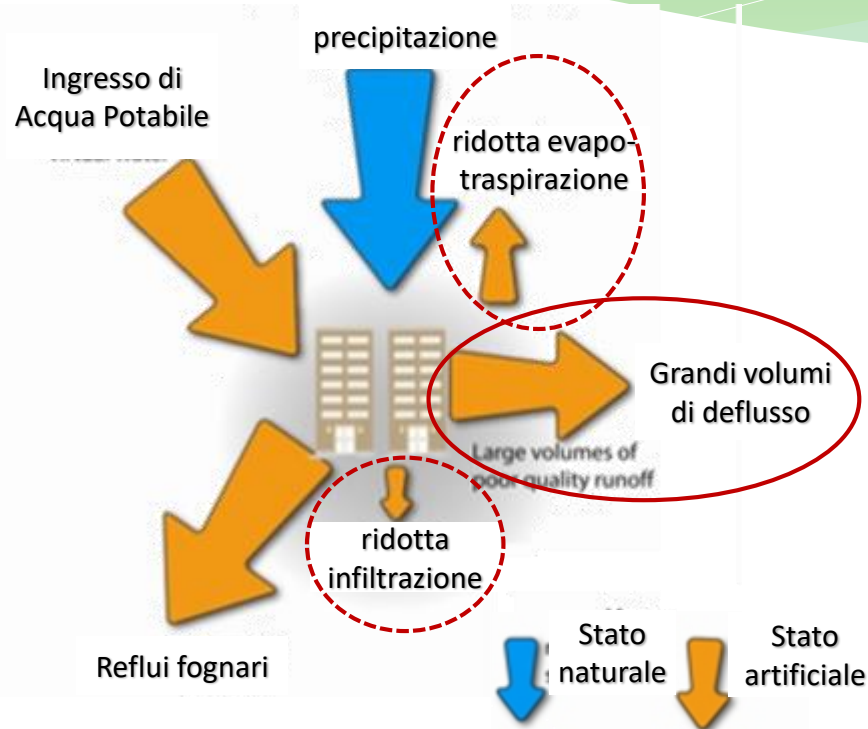 precipitazione
Ingresso di
Acqua Potabile
ridotta evapo-
traspirazione
Grandi volumi
di deflusso
Large volumes of
poor quality runoff
ridotta
infiltrazione
Reflui fognari
Stato
naturale
Stato
artificiale